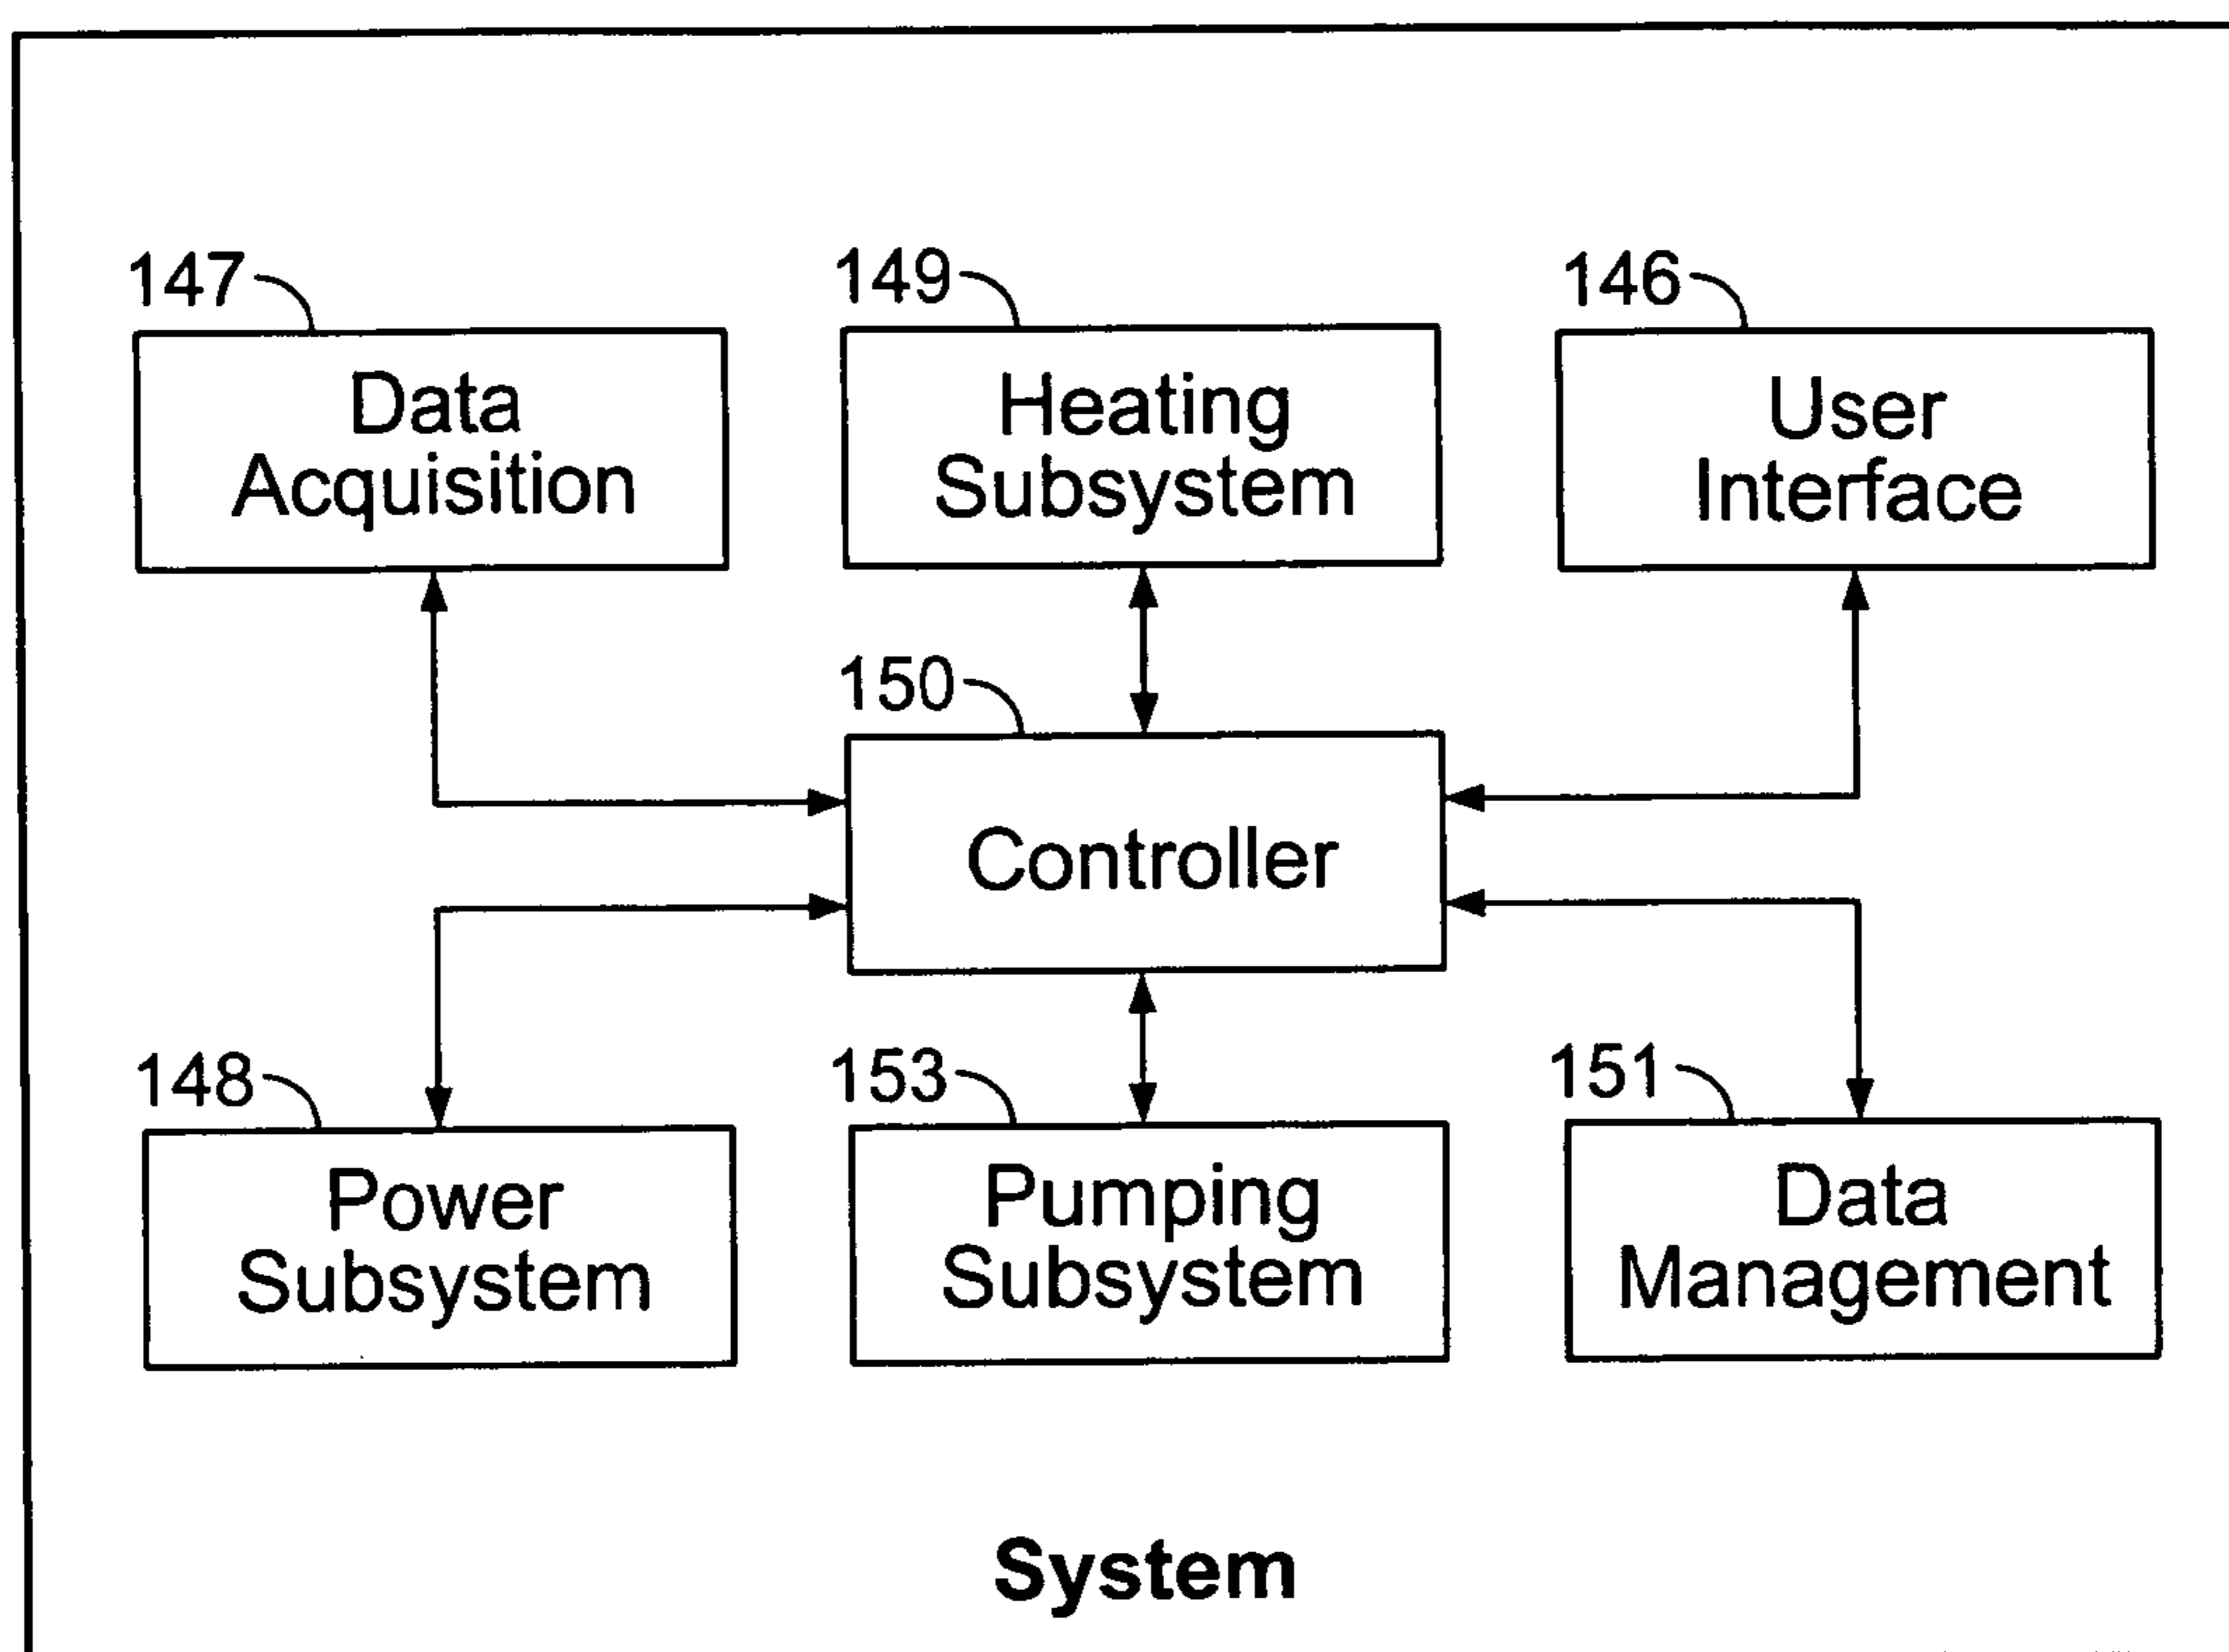 147
Data
Acquisition
149
Heating
Subsystem
146
User
Interface
150
Controller
148
Power
Subsystem
153
Pumping
Subsystem
151
Data
Management
System